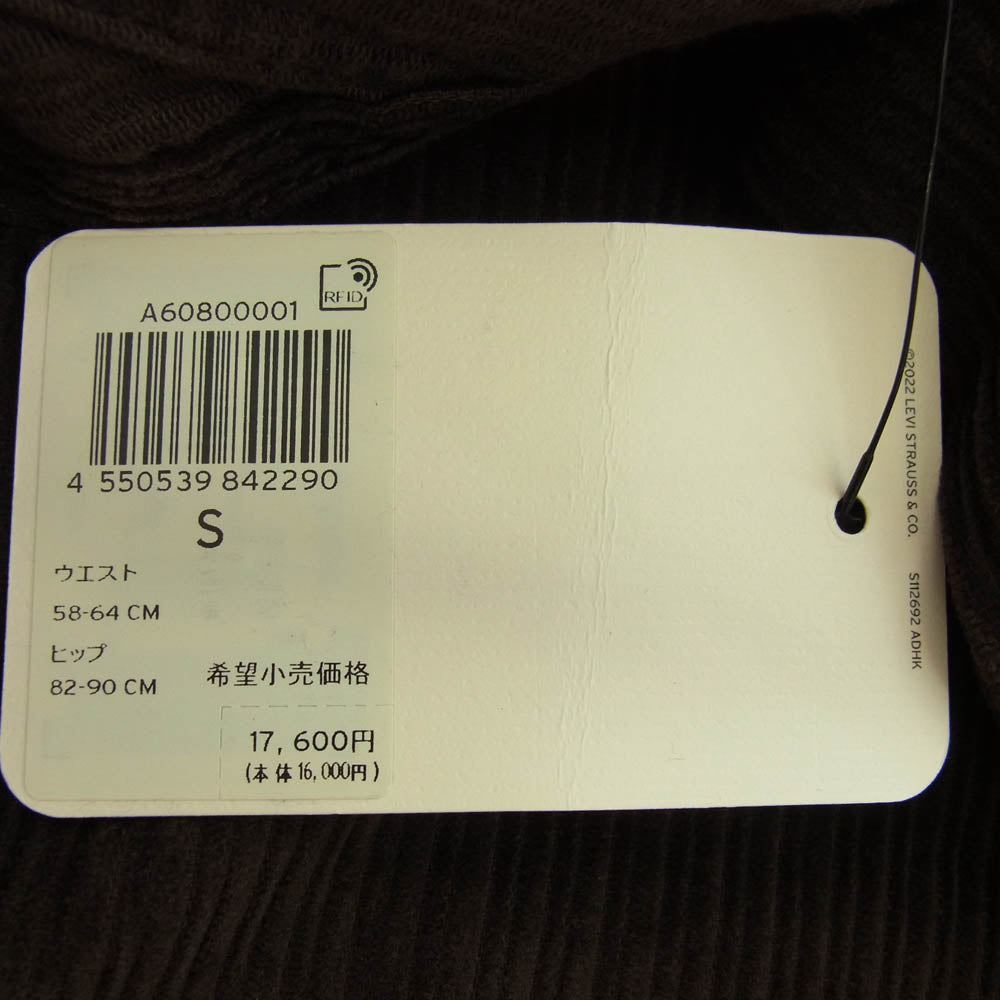 RFID
A60800001
4 550539 842290
S
ウエスト
58-64 CM
ヒップ
82-90 CM
希望小売価格
17,600円
(本体16,000円)
©2022 LEVI STRAUSS & CO. S112692 ADHK